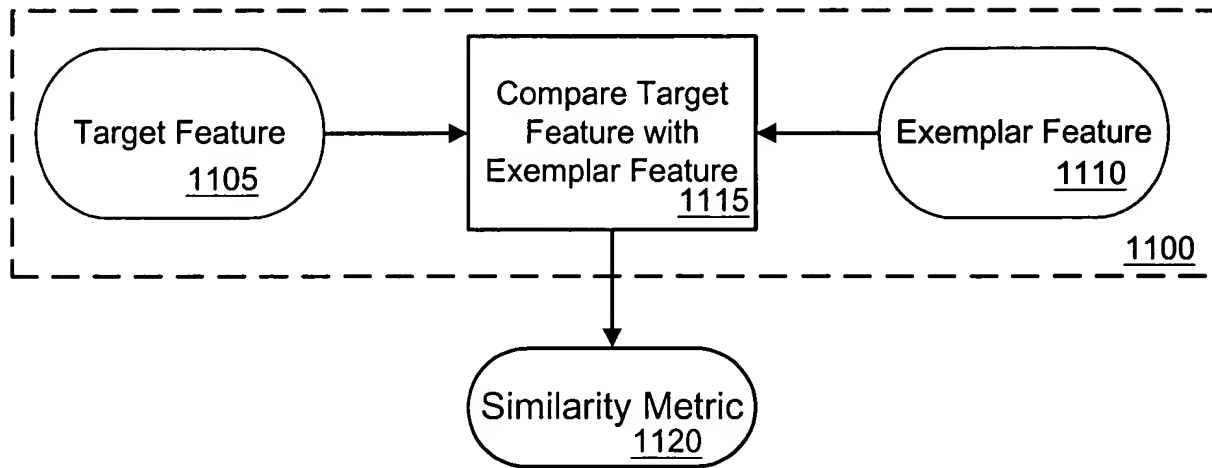 Target Feature
1105
Compare Target
Feature with
Exemplar Feature
1115
Exemplar Feature
1110
1100
Similarity Metric
1120